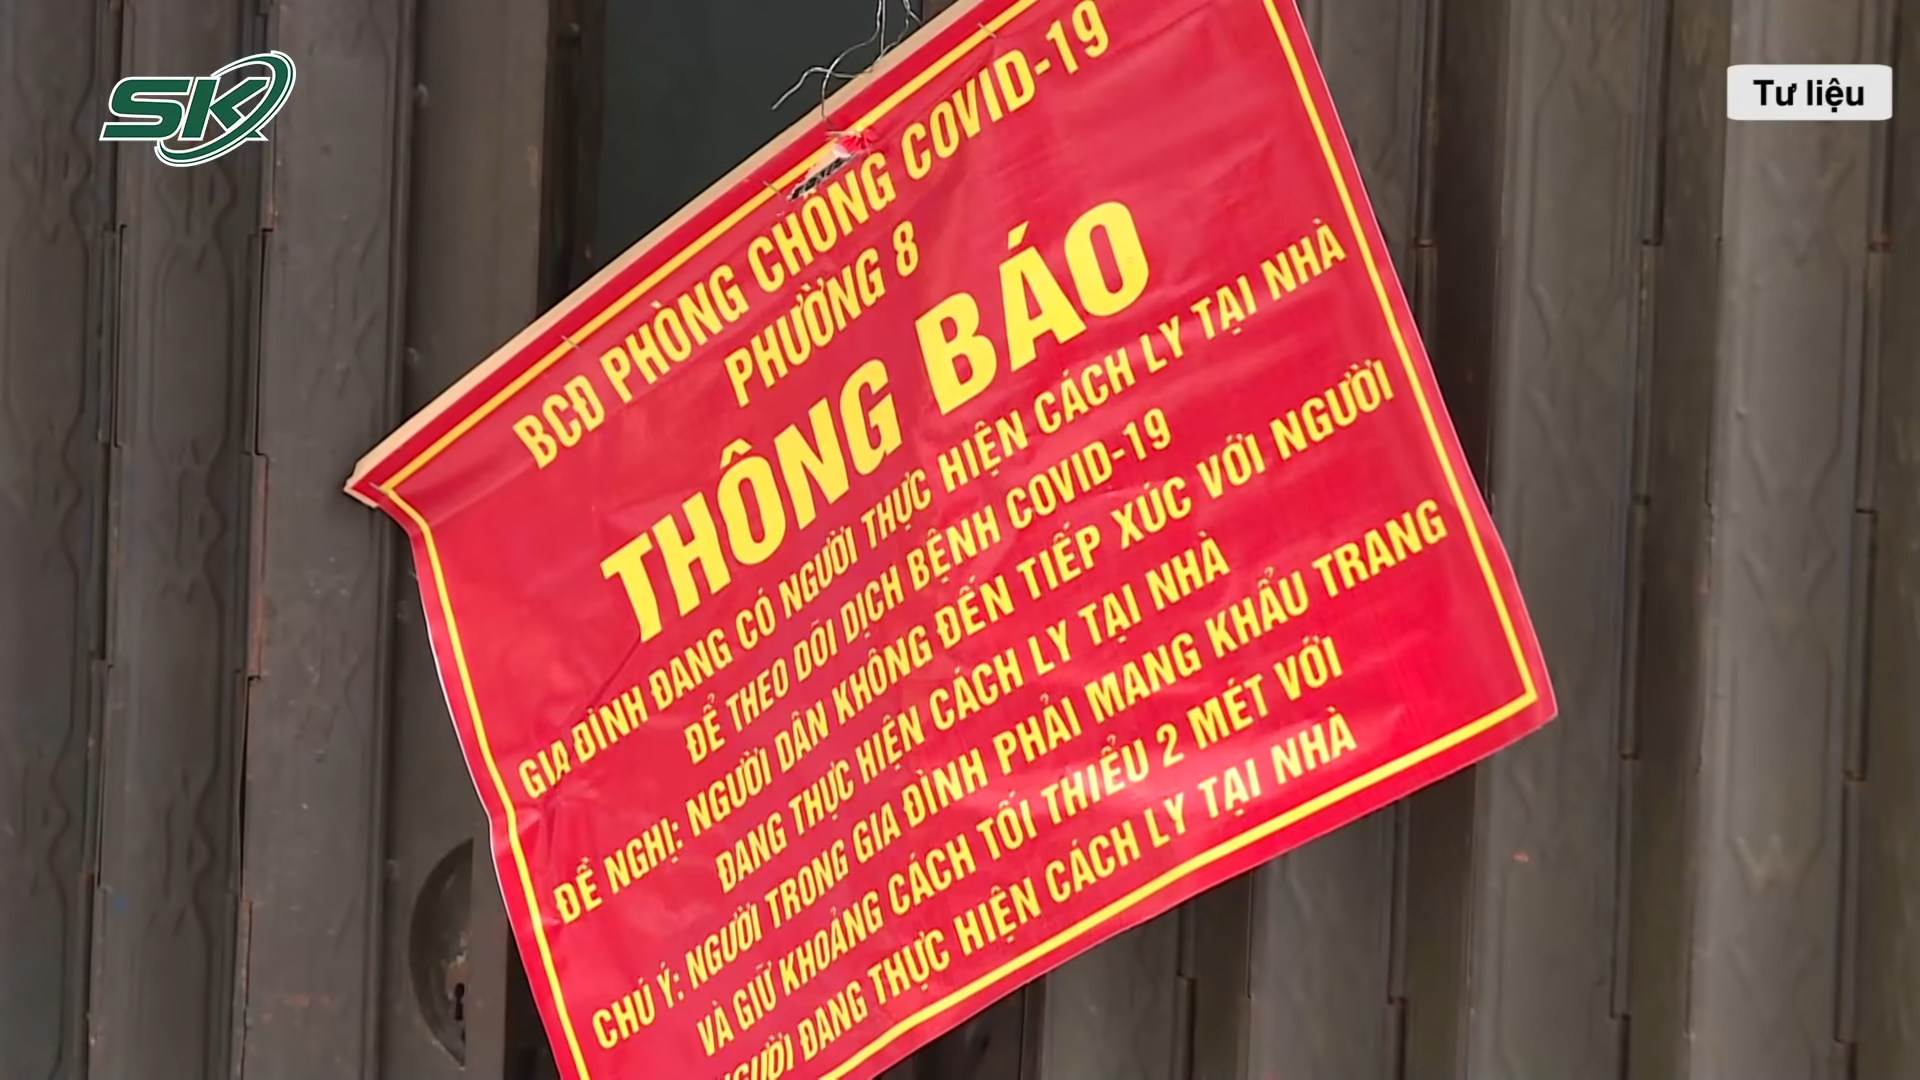 SK
Tư liệu
BCĐ PHÒNG CHỐNG COVID-19
PHƯỜNG 8
THÔNG BÁO
GIA ĐÌNH ĐANG CÓ NGƯỜI THỰC HIỆN CÁCH LY TẠI NHÀ
ĐỂ THEO DÕI DỊCH BỆNH COVID-19
ĐỀ NGHỊ: NGƯỜI DÂN KHÔNG ĐẾN TIẾP XÚC VỚI NGƯỜI
ĐANG THỰC HIỆN CÁCH LY TẠI NHÀ
CHÚ Ý: NGƯỜI TRONG GIA ĐÌNH PHẢI MANG KHẨU TRANG
VÀ GIỮ KHOẢNG CÁCH TỐI THIỂU 2 MÉT VỚI
NGƯỜI ĐANG THỰC HIỆN CÁCH LY TẠI NHÀ